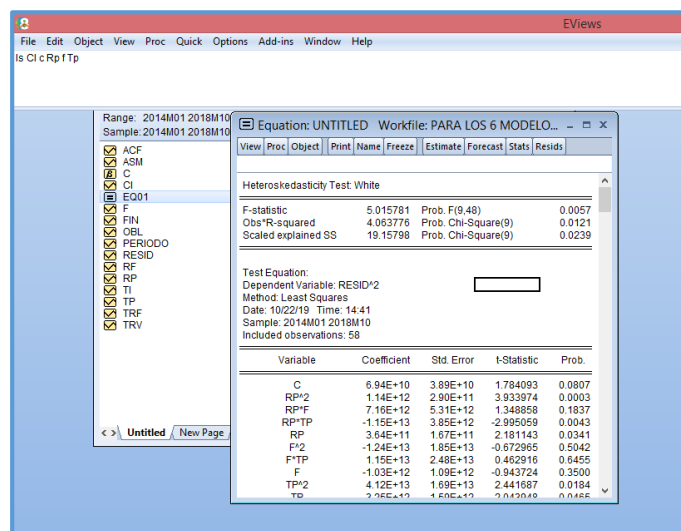 EViews
File Edit Object View Proc Quick Options Add-ins Window Help
ls CI c Rp f Tp
Range: 2014M01 2018M10
Sample: 2014M01 2018M10
ACF
ASM
C
CI
EQ01
F
FIN
OBL
PERIODO
RESID
RF
RP
TI
TP
TRF
TRV
Untitled New Page
Equation: UNTITLED Workfile: PARA LOS 6 MODELO...
View Proc Object Print Name Freeze Estimate Forecast Stats Resids
Heteroskedasticity Test: White
F-statistic 5.015781 Prob. F(9,48) 0.0057
Obs*R-squared 4.063776 Prob. Chi-Square(9) 0.0121
Scaled explained SS 19.15798 Prob. Chi-Square(9) 0.0239
Test Equation:
Dependent Variable: RESID^2
Method: Least Squares
Date: 10/22/19 Time: 14:41
Sample: 2014M01 2018M10
Included observations: 58
Variable Coefficient Std. Error t-Statistic Prob.
C 6.94E+10 3.89E+10 1.784093 0.0807
RP^2 1.14E+12 2.90E+11 3.933974 0.0003
RP*F 7.16E+12 5.31E+12 1.348858 0.1837
RP*TP -1.15E+13 3.85E+12 -2.995059 0.0043
RP 3.64E+11 1.67E+11 2.181143 0.0341
F^2 -1.24E+13 1.85E+13 -0.672965 0.5042
F*TP 1.15E+13 2.48E+13 0.462916 0.6455
F -1.03E+12 1.09E+12 -0.943724 0.3500
TP^2 4.12E+13 1.69E+13 2.441687 0.0184
TP